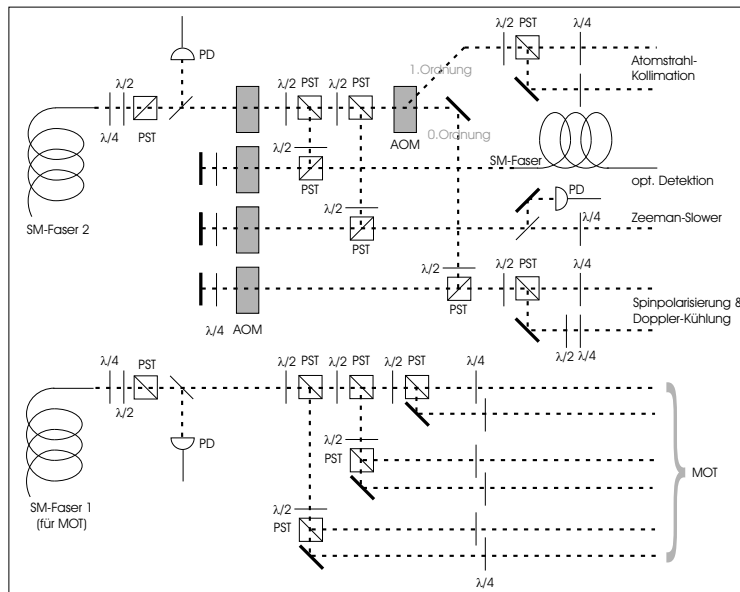 λ/2 PST λ/4
PD
1.Ordnung
Atomstrahl-
Kollimation
λ/2
λ/2 PST λ/2 PST
λ/4
PST
AOM
0.Ordnung
λ/2
PST
SM-Faser
opt. Detektion
PD
SM-Faser 2
λ/2
λ/4
Zeeman-Slower
PST
λ/2
λ/2 PST λ/4
PST
Spinpolarisierung &
Doppler-Kühlung
λ/4
AOM
λ/2 λ/4
λ/4
PST
λ/2 PST λ/2 PST λ/2 PST
λ/4
λ/2
PD
λ/2
PST
MOT
SM-Faser 1
(für MOT)
λ/2
PST
λ/4